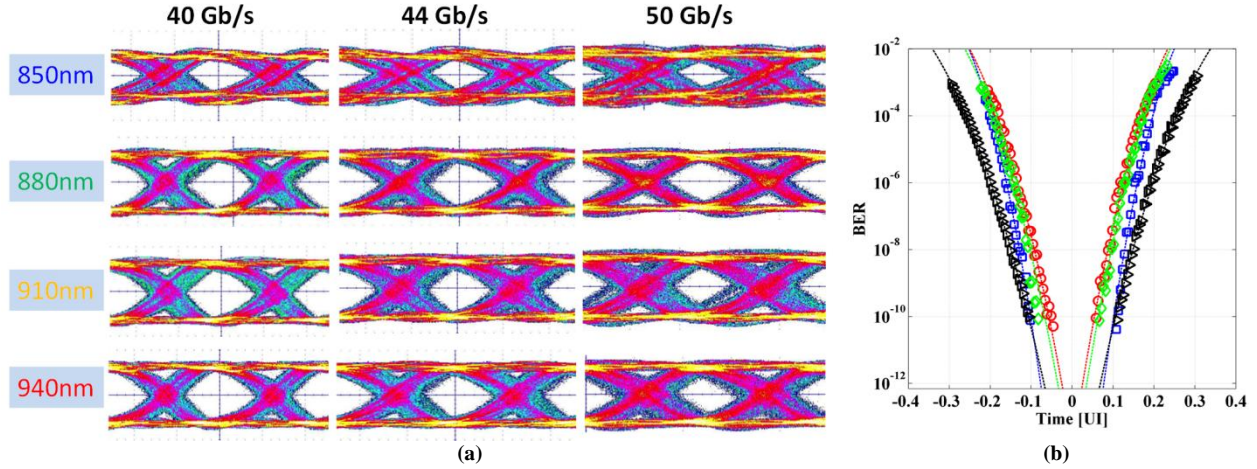 40 Gb/s 44 Gb/s 50 Gb/s
850nm
880nm
910nm
940nm
(a)
10⁻²
10⁻⁴
10⁻⁶
10⁻⁸
10⁻¹⁰
10⁻¹²
BER
-0.4 -0.3 -0.2 -0.1 0 0.1 0.2 0.3 0.4
Time [UI]
(b)